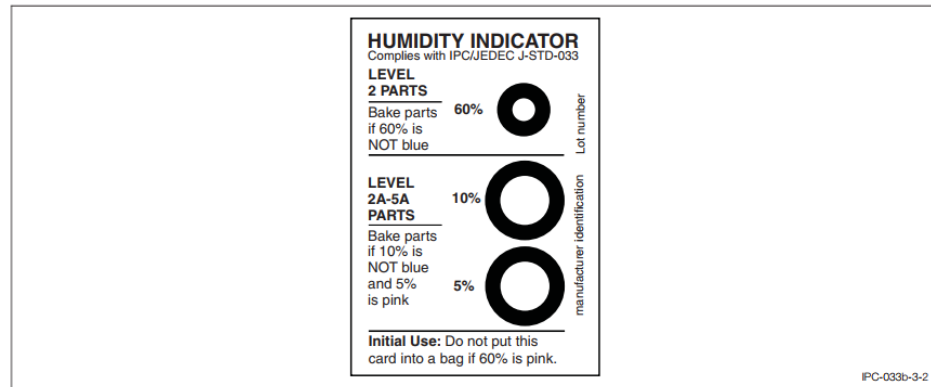 HUMIDITY INDICATOR
Complies with IPC/JEDEC J-STD-033
LEVEL
2 PARTS
Bake parts
if 60% is
NOT blue
60%
Lot number
LEVEL
2A-5A
PARTS
Bake parts
if 10% is
NOT blue
and 5%
is pink
10%
5%
manufacturer identification
Initial Use: Do not put this
card into a bag if 60% is pink.
IPC-033b-3-2